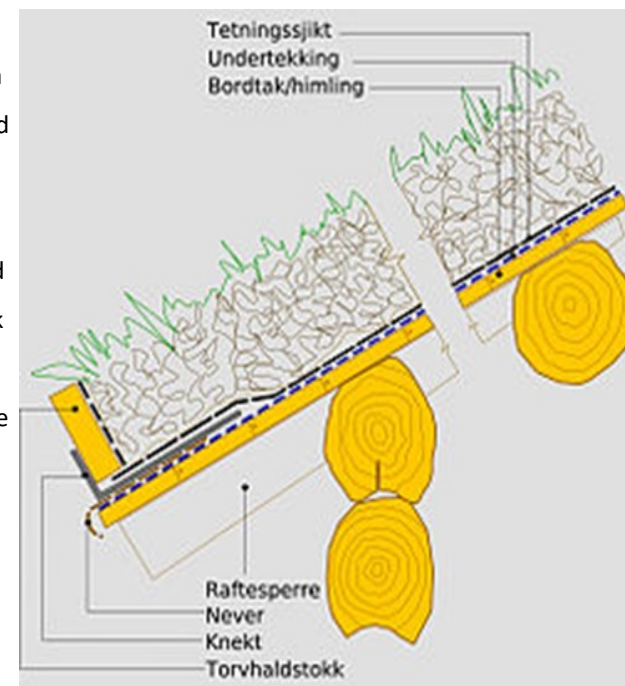 Tetningssjikt
Undertekking
Bordtak/himling
Raftesperre
Never
Knekt
Torvhaldstokk